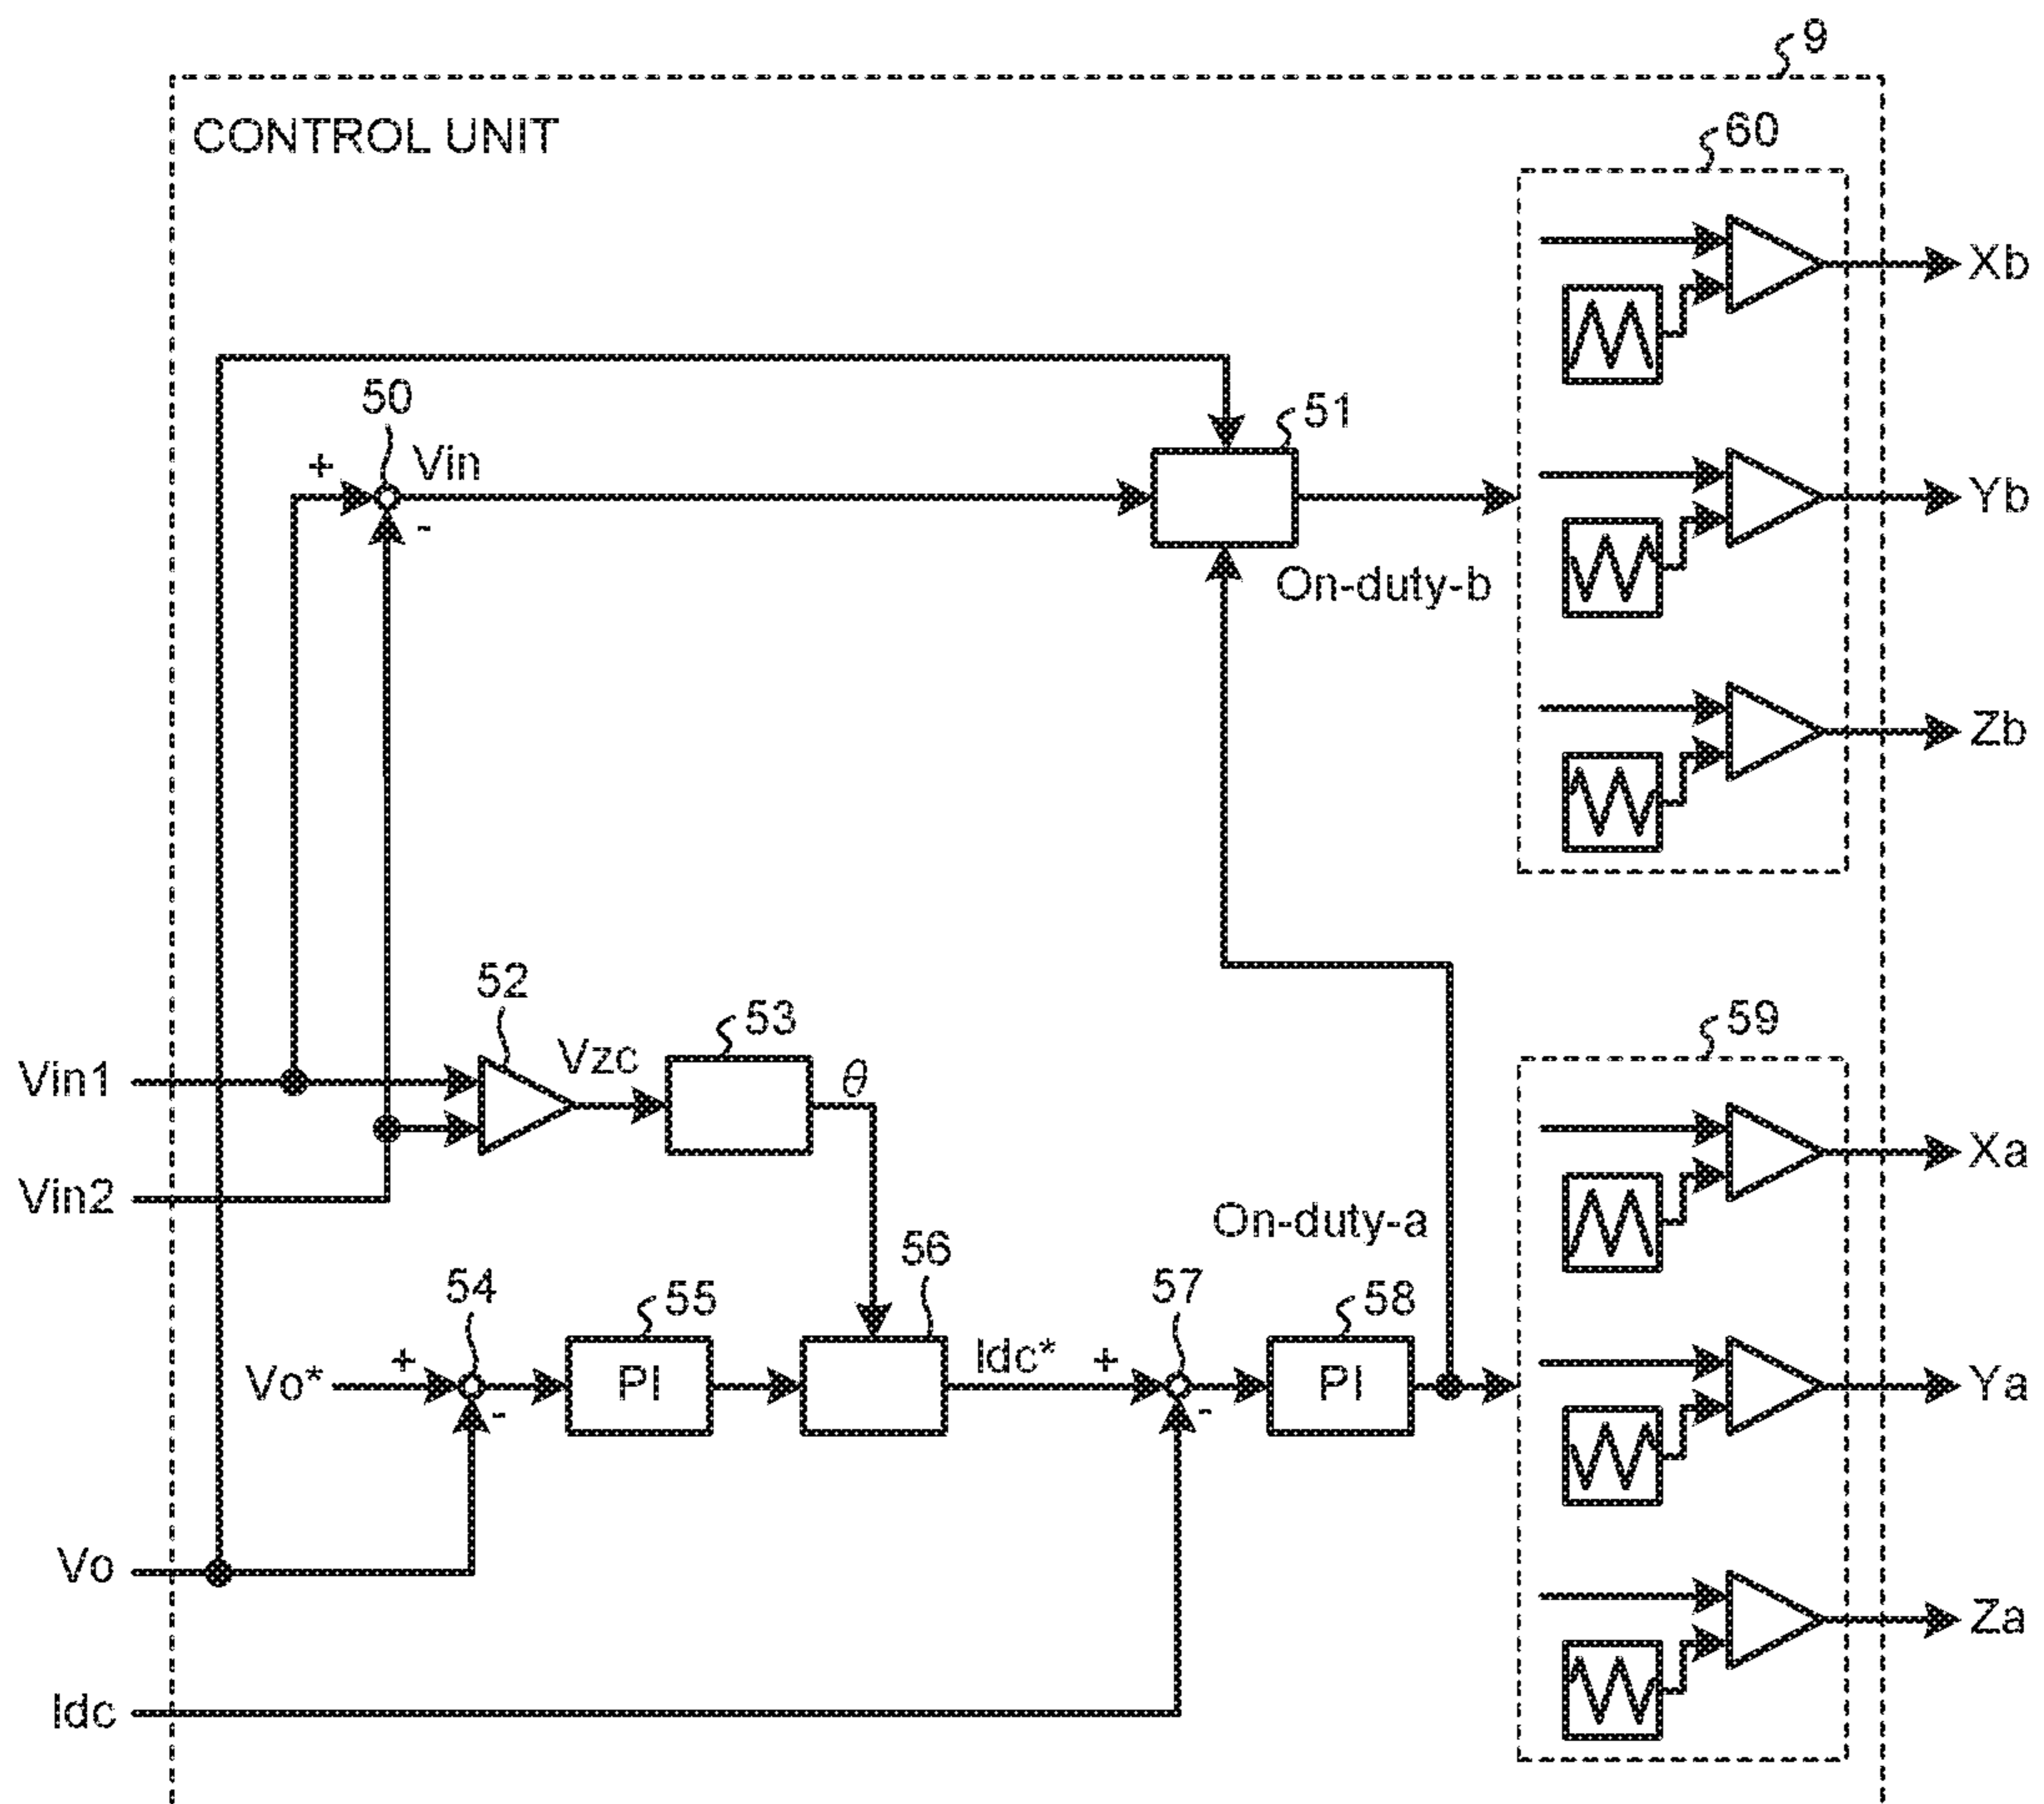 9
CONTROL UNIT
60
Xb
50
51
+
Vin
-
Yb
On-duty-b
Zb
52
53
59
Vin1
Vzc
θ
Xa
Vin2
On-duty-a
54
55
56
57
58
Vo*
+
-
PI
Idc*
+
-
PI
Ya
Vo
Za
Idc